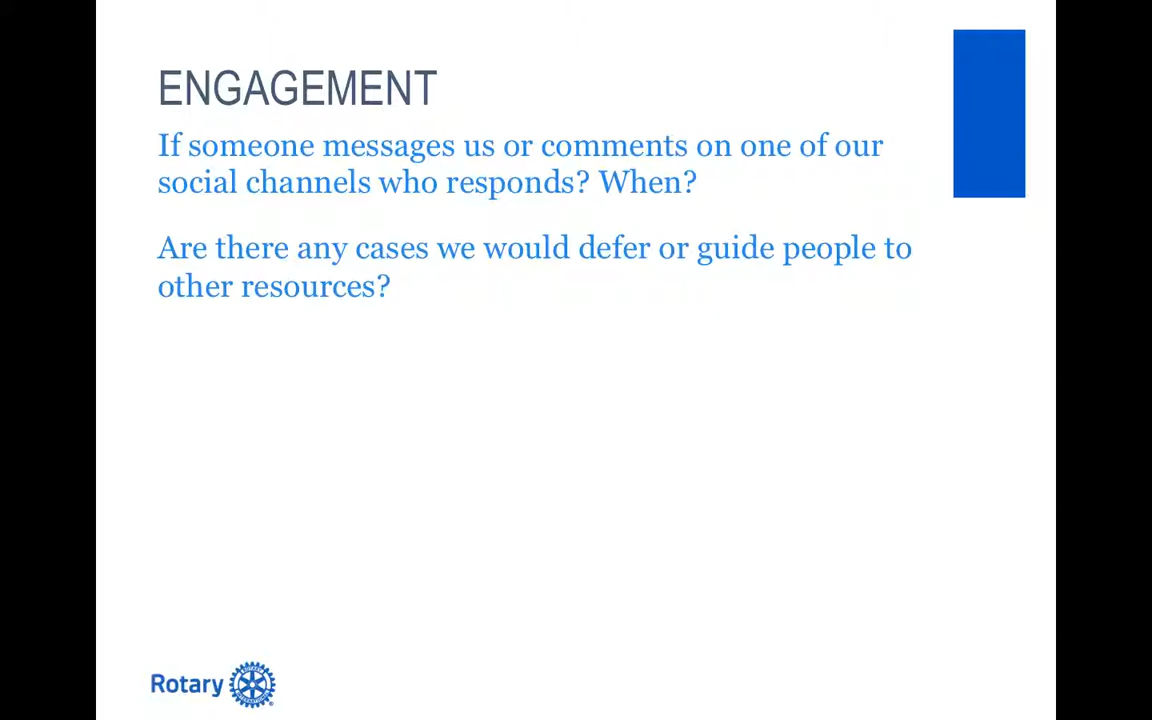 ENGAGEMENT
If someone messages us or comments on one of our
social channels who responds? When?
Are there any cases we would defer or guide people to
other resources?
Rotary